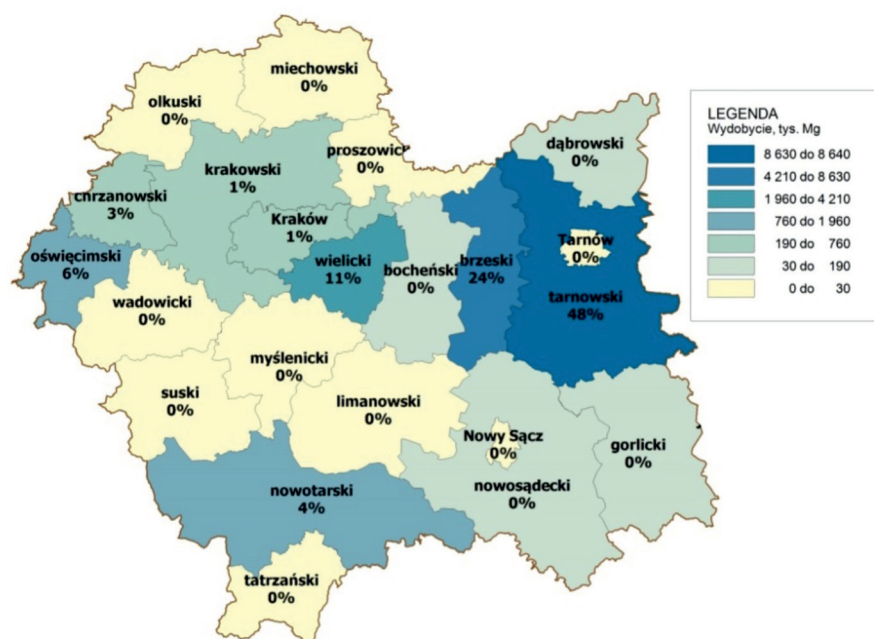 miechowski
0%
olkuski
0%
proszowick
0%
dąbrowski
0%
krakowski
1%
chrzanowski
3%
Kraków
1%
oświęcimski
6%
wielicki
11%
bocheński
0%
brzeski
24%
Tarnów
0%
tarnowski
48%
wadowicki
0%
myślenicki
0%
suski
0%
limanowski
0%
Nowy Sącz
0%
gorlicki
0%
nowosądecki
0%
nowotarski
4%
tatrzański
0%
LEGENDA
Wydobycie, tys. Mg
8 630 do 8 640
4 210 do 8 630
1 960 do 4 210
760 do 1 960
190 do 760
30 do 190
0 do 30